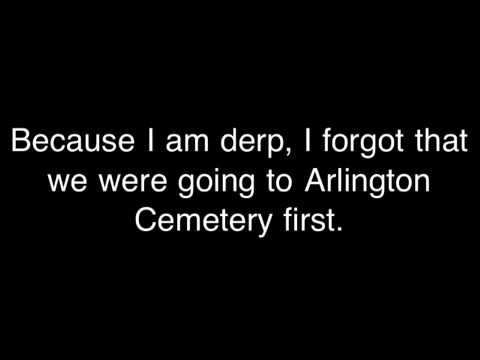 Because I am derp, I forgot that
we were going to Arlington
Cemetery first.